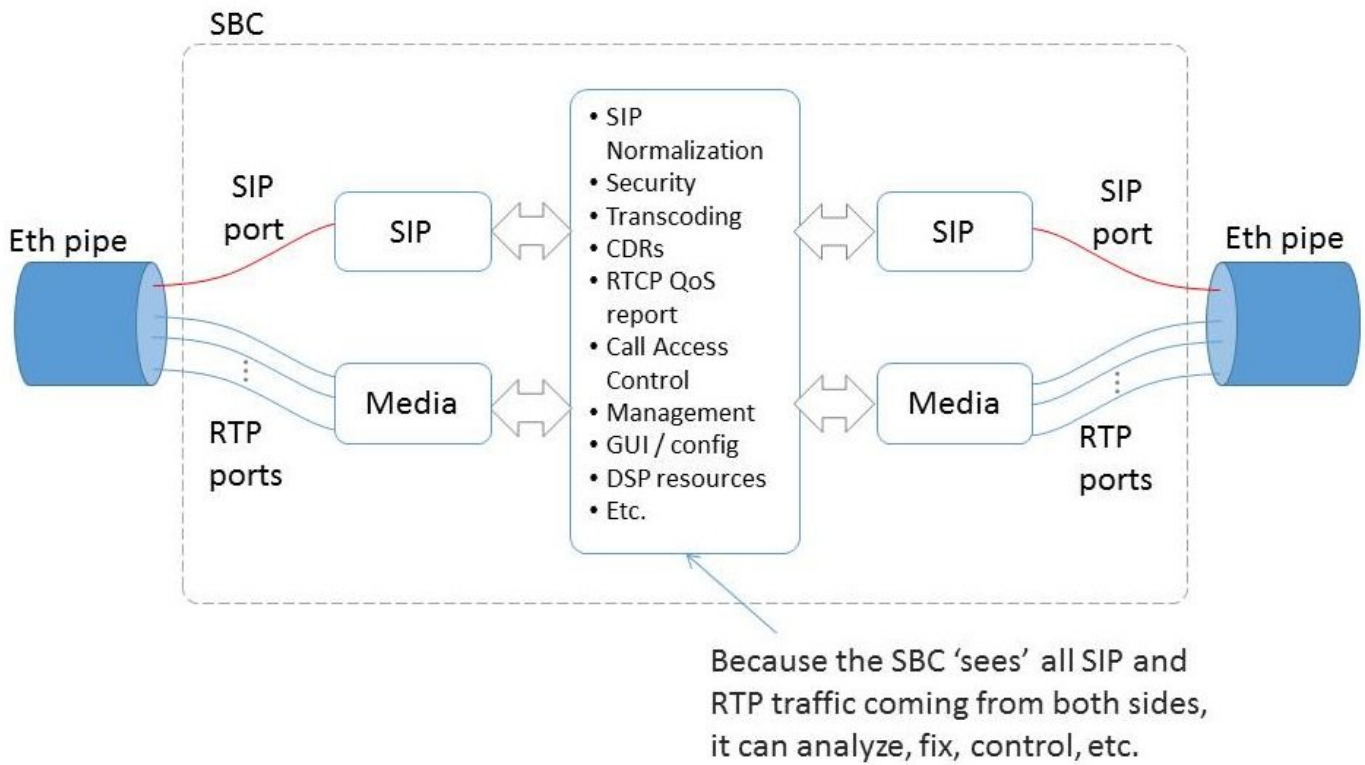 SBC
• SIP
Normalization
• Security
• Transcoding
• CDRs
• RTCP QoS
report
• Call Access
Control
• Management
• GUI / config
• DSP resources
• Etc.
SIP
port
Eth pipe
SIP
Media
RTP
ports
SIP
Media
SIP
port
Eth pipe
RTP
ports
Because the SBC ‘sees’ all SIP and
RTP traffic coming from both sides,
it can analyze, fix, control, etc.